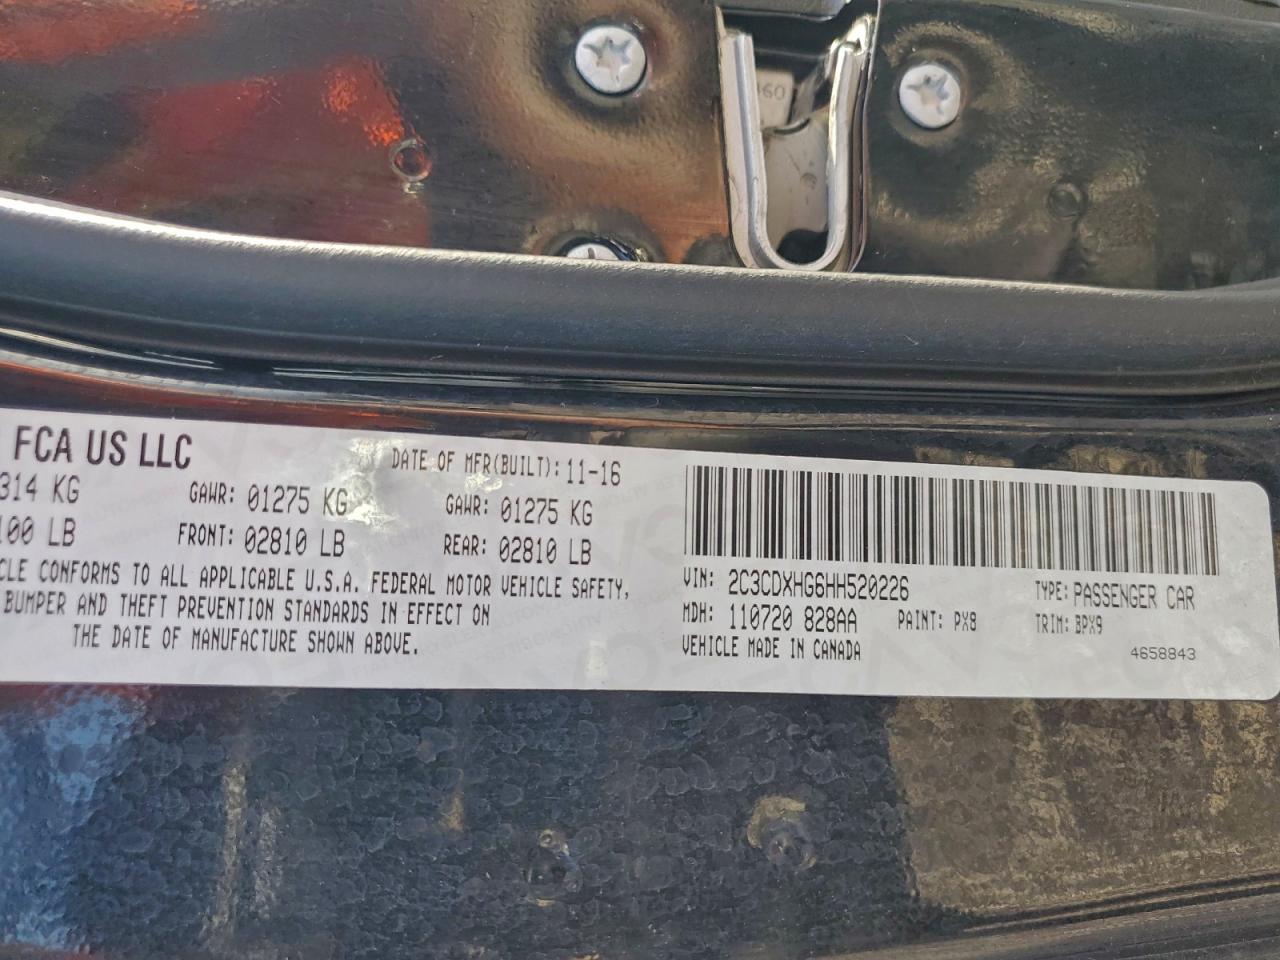 460
FCA US LLC
DATE OF MFR(BUILT): 11-16
314 KG GAWR: 01275 KG GAWR: 01275 KG
100 LB FRONT: 02810 LB REAR: 02810 LB
CLE CONFORMS TO ALL APPLICABLE U.S.A. FEDERAL MOTOR VEHICLE SAFETY,
BUMPER AND THEFT PREVENTION STANDARDS IN EFFECT ON
THE DATE OF MANUFACTURE SHOWN ABOVE.
VIN: 2C3CDXHG6HH520226 TYPE: PASSENGER CAR
MDH: 110720 828AA PAINT: PX8 TRIM: BPX9
VEHICLE MADE IN CANADA 4658843